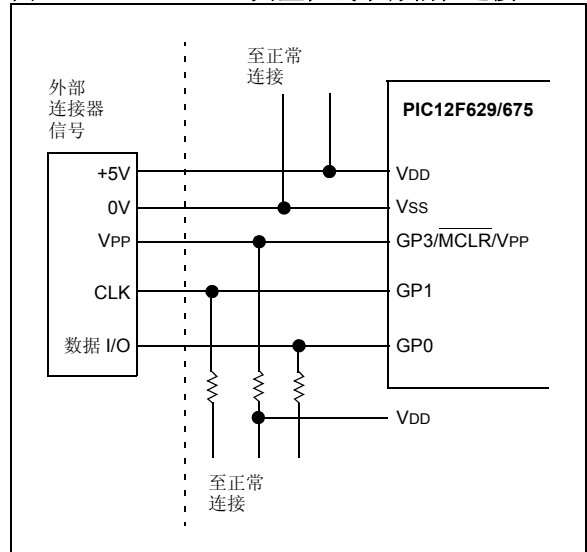 至正常
连接
外部
连接器
信号
PIC12F629/675
+5V
VDD
0V
VSS
VPP
GP3/MCLR/VPP
CLK
GP1
数据 I/O
GP0
VDD
至正常
连接